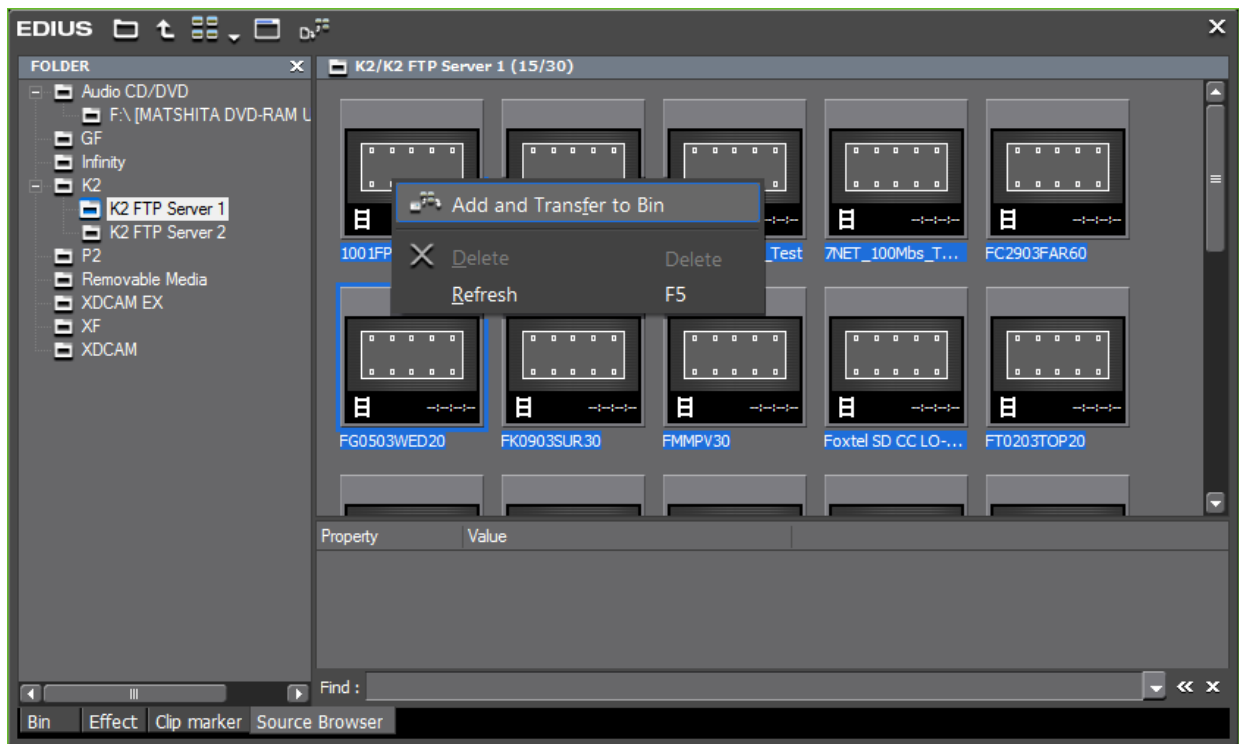 EDIUS
FOLDER
Audio CD/DVD
F:\ [MATSHITA DVD-RAM U
GF
Infinity
K2
K2 FTP Server 1
K2 FTP Server 2
P2
Removable Media
XDCAM EX
XF
XDCAM
K2/K2 FTP Server 1 (15/30)
Add and Transfer to Bin
Delete Delete
Refresh F5
--:--:--:-- --:--:--:-- --:--:--:--
1001FP _Test 7NET_100Mbs_T... FC2903FAR60
--:--:--:-- --:--:--:-- --:--:--:-- --:--:--:-- --:--:--:--
FG0503WED20 FK0903SUR30 FMMPV30 Foxtel SD CC LO-... FT0203TOP20
Property Value
Find :
Bin Effect Clip marker Source Browser